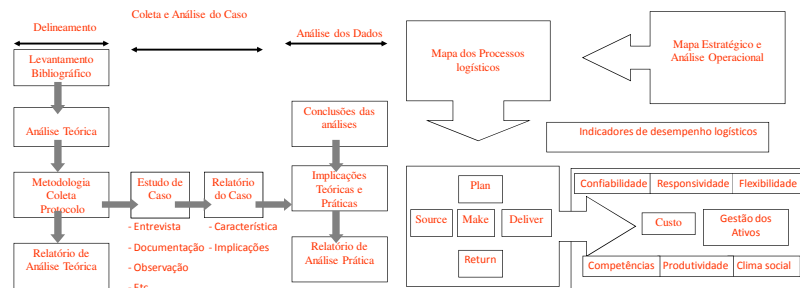 Delineamento
Coleta e Análise do Caso
Análise dos Dados
Levantamento
Bibliográfico
Análise Teórica
Metodologia
Coleta
Protocolo
Relatório de
Análise Teórica
Estudo de
Caso
- Entrevista
- Documentação
- Observação
- Etc
Relatório
do Caso
- Característica
- Implicações
Conclusões das
análises
Implicações
Teóricas e
Práticas
Relatório de
Análise Prática
Mapa dos Processos
logísticos
Mapa Estratégico e
Análise Operacional
Indicadores de desempenho logísticos
Plan
Source
Make
Deliver
Return
Confiabilidade
Responsividade
Flexibilidade
Custo
Gestão dos
Ativos
Competências
Produtividade
Clima social